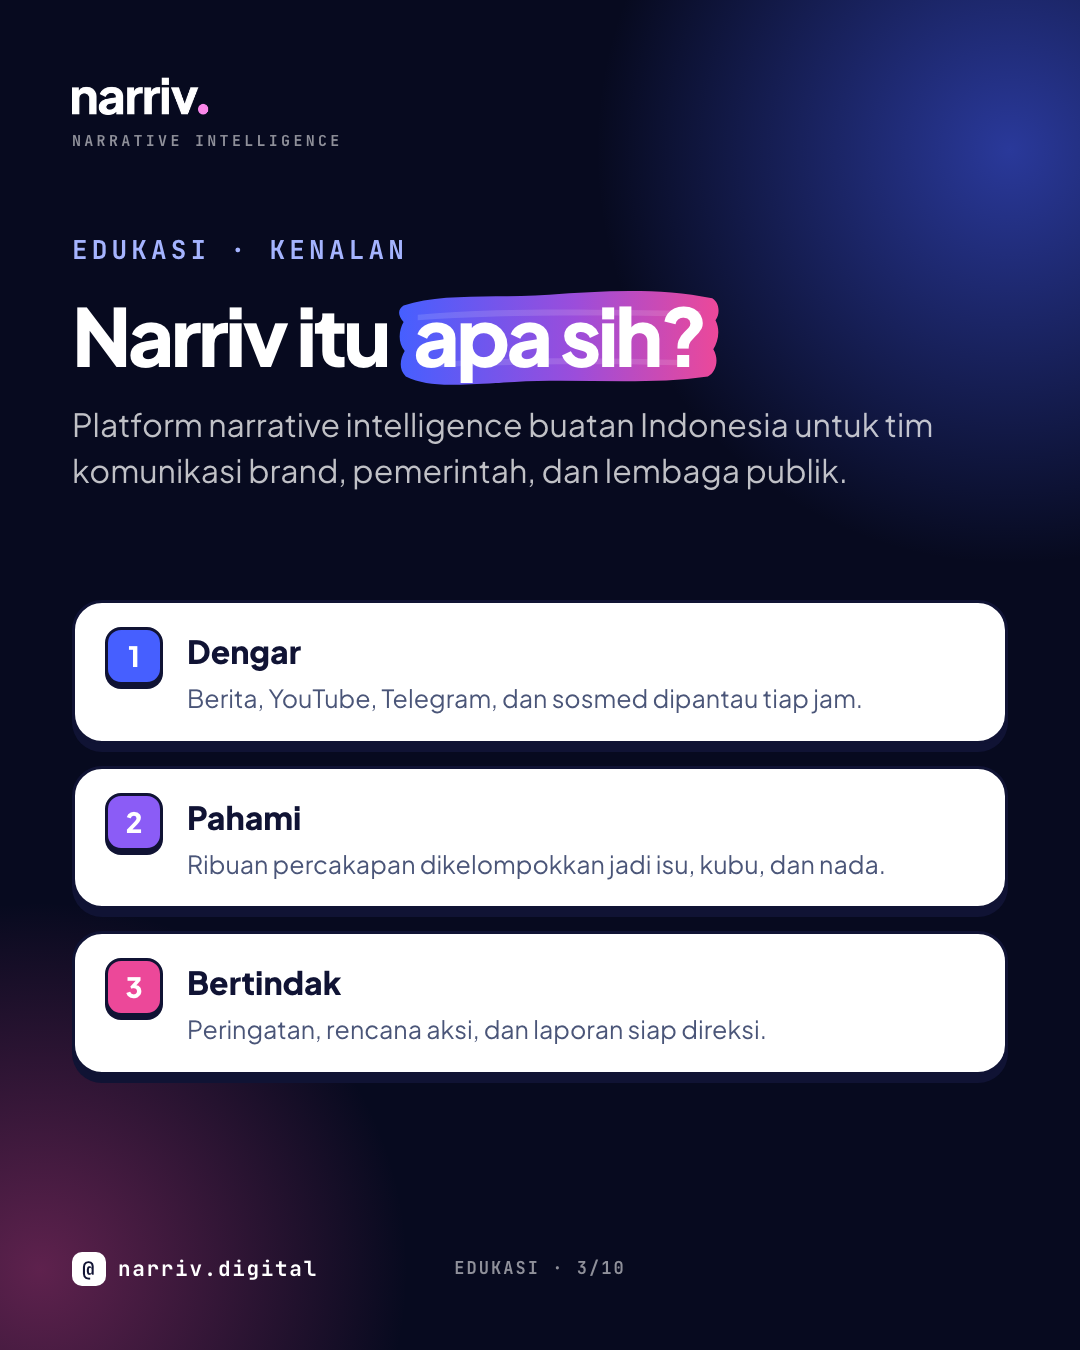 narriv.
NARRATIVE INTELLIGENCE
EDUKASI · KENALAN
Narriv itu apa sih?
Platform narrative intelligence buatan Indonesia untuk tim
komunikasi brand, pemerintah, dan lembaga publik.
1 Dengar
Berita, YouTube, Telegram, dan sosmed dipantau tiap jam.
2 Pahami
Ribuan percakapan dikelompokkan jadi isu, kubu, dan nada.
3 Bertindak
Peringatan, rencana aksi, dan laporan siap direksi.
@ narriv.digital
EDUKASI · 3/10